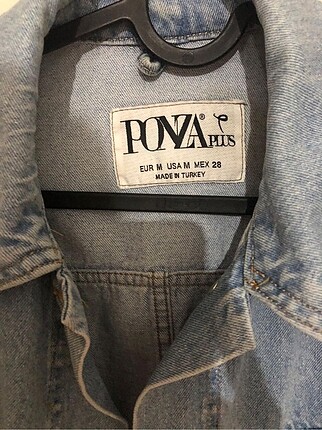 PONZA®
PLUS
EUR M USA M MEX 28
MADE IN TURKEY